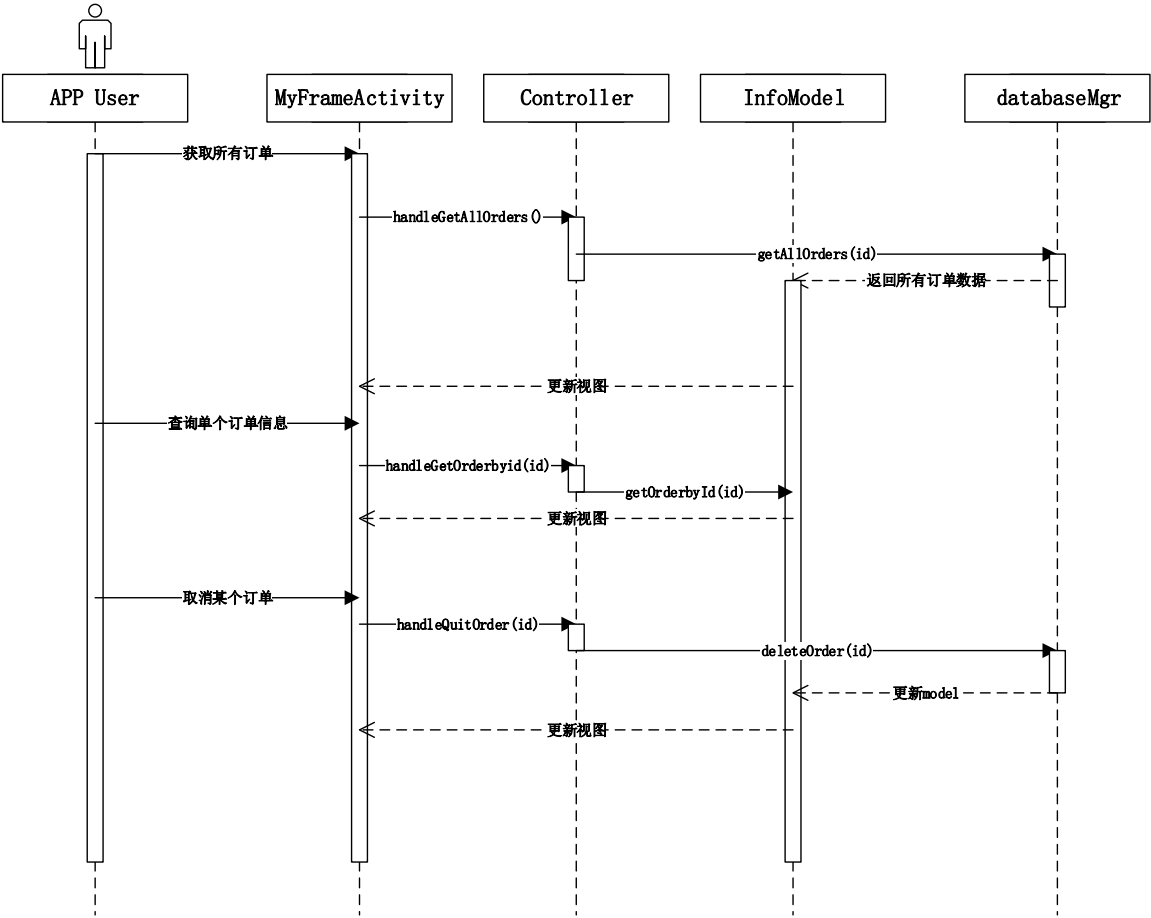 APP User
MyFrameActivity
Controller
InfoModel
databaseMgr
获取所有订单
handleGetAllOrders()
getAllOrders(id)
返回所有订单数据
更新视图
查询单个订单信息
handleGetOrderbyid(id)
getOrderbyId(id)
更新视图
取消某个订单
handleQuitOrder(id)
deleteOrder(id)
更新model
更新视图